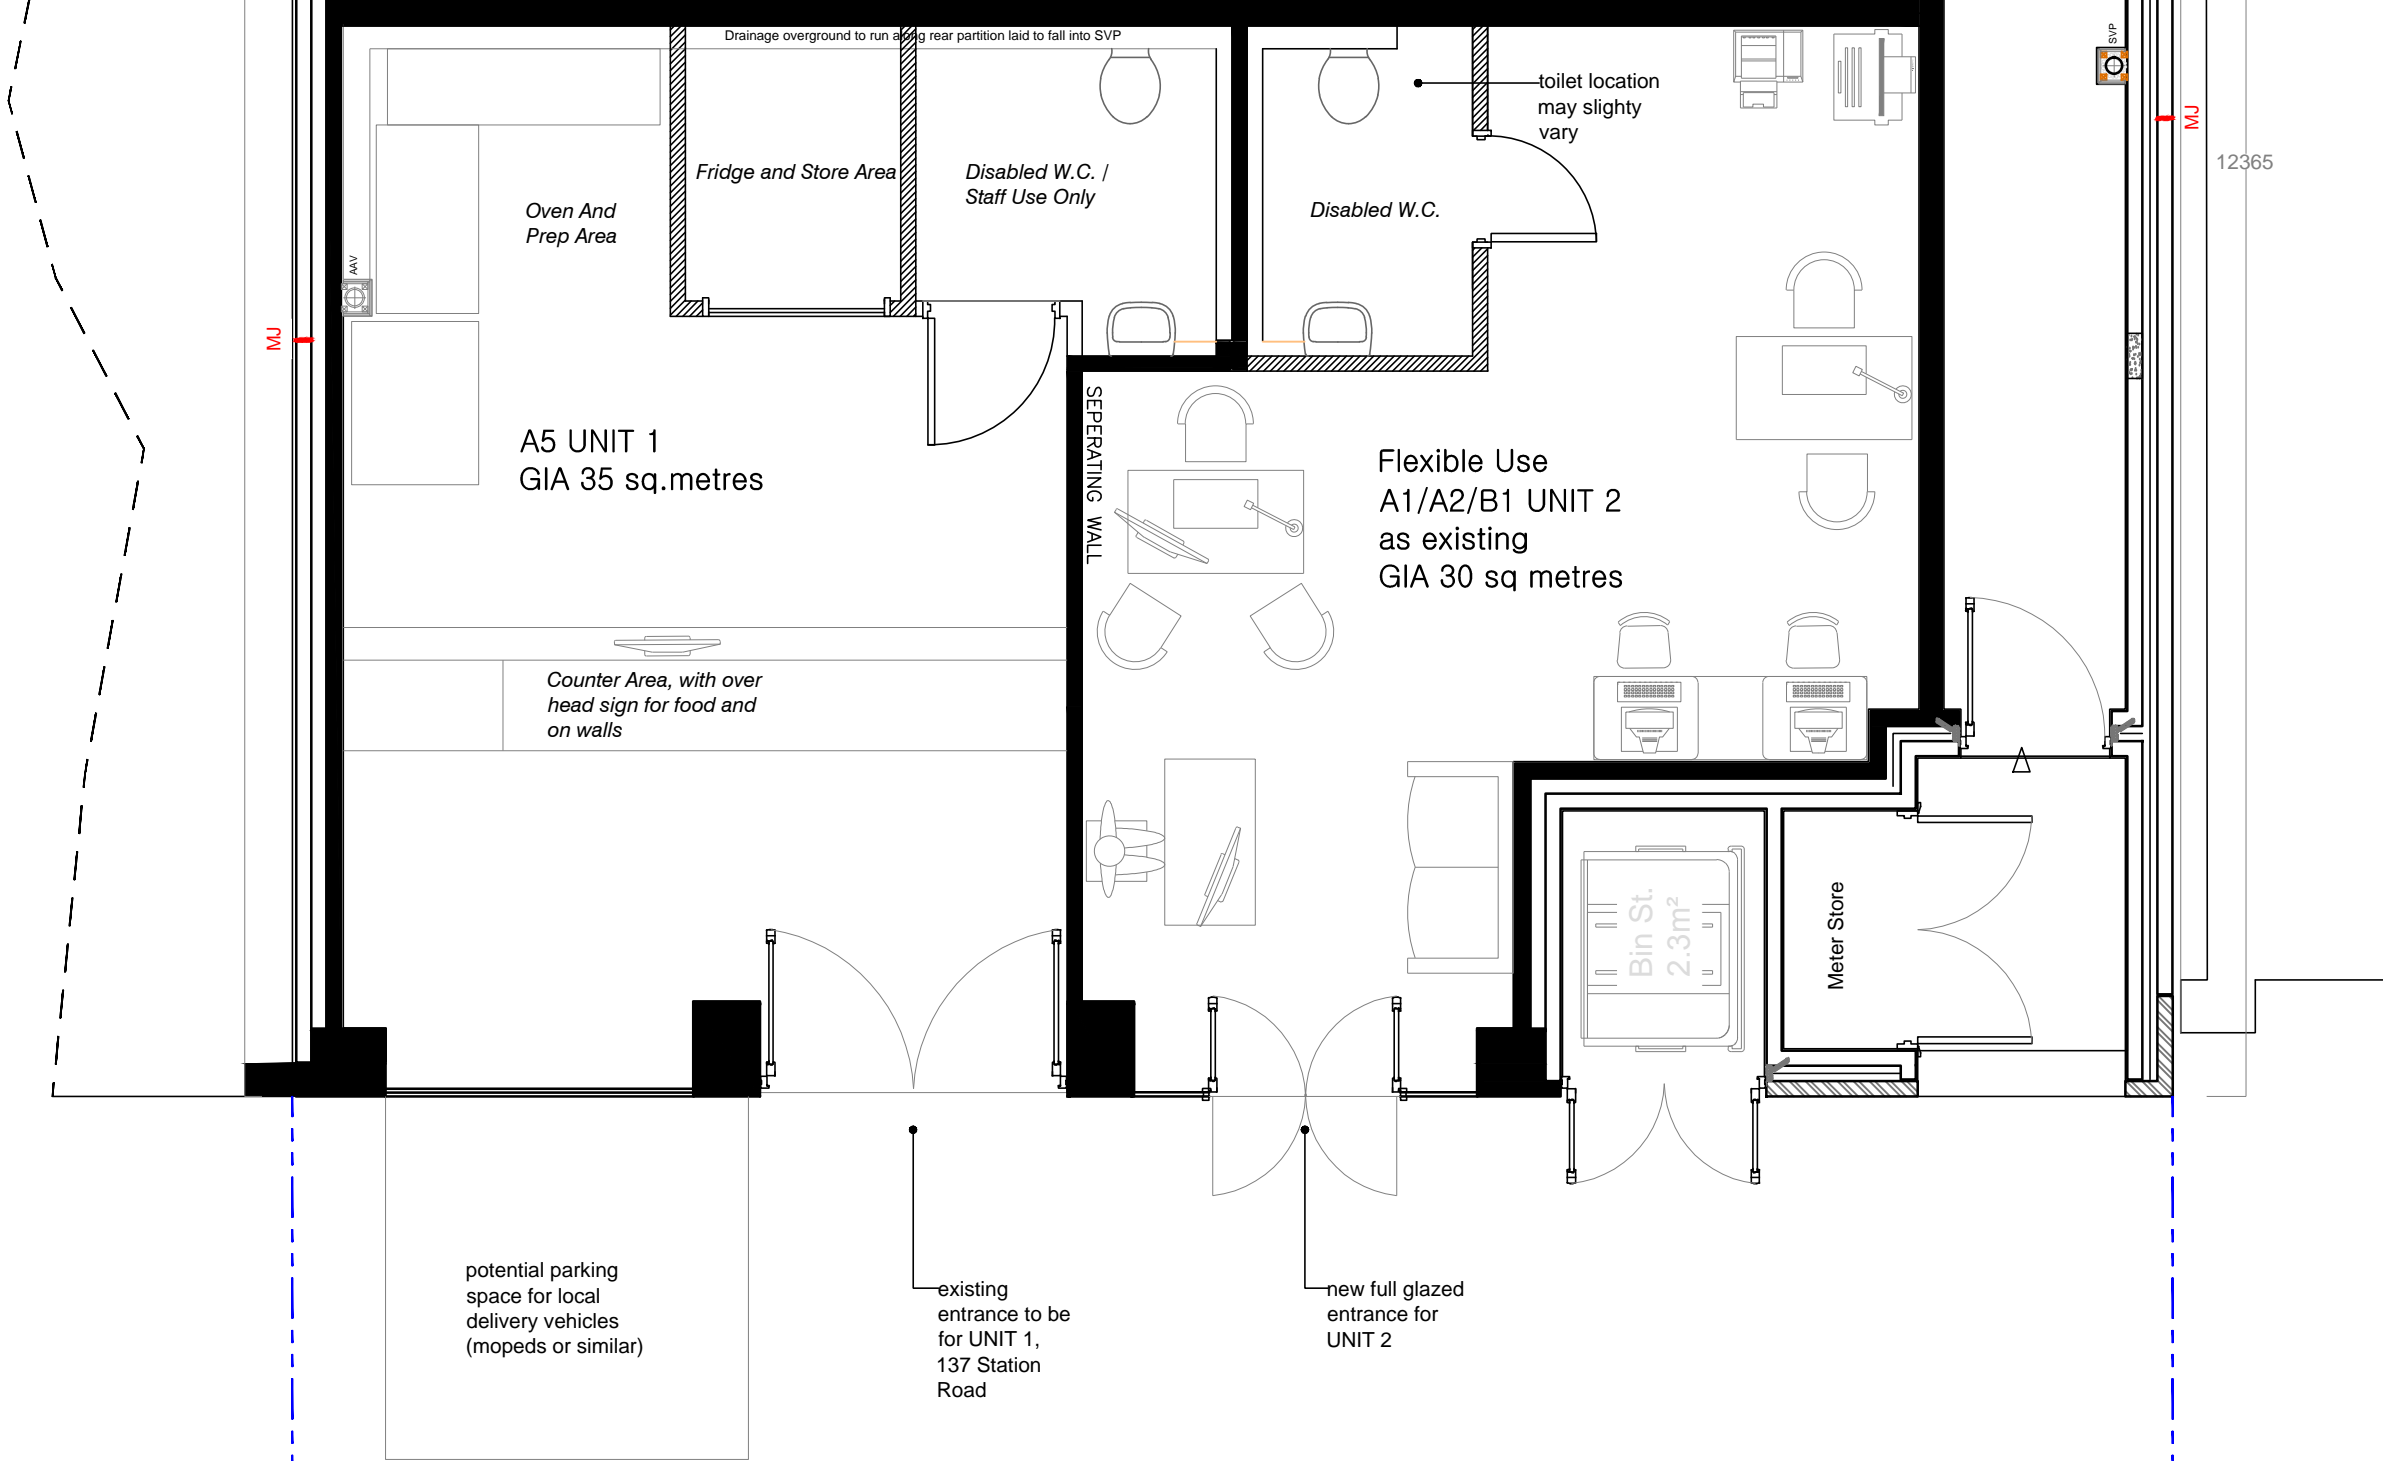 Drainage overground to run along rear partition laid to fall into SVP
SVP
toilet location
may slighty
vary
MJ
12365
Fridge and Store Area
Disabled W.C. /
Staff Use Only
Oven And
Prep Area
Disabled W.C.
AAV
MJ
SEPERATING WALL
A5 UNIT 1
GIA 35 sq.metres
Flexible Use
A1/A2/B1 UNIT 2
as existing
GIA 30 sq metres
Counter Area, with over
head sign for food and
on walls
Bin St.
2.3m²
Meter Store
potential parking
space for local
delivery vehicles
(mopeds or similar)
existing
entrance to be
for UNIT 1,
137 Station
Road
new full glazed
entrance for
UNIT 2